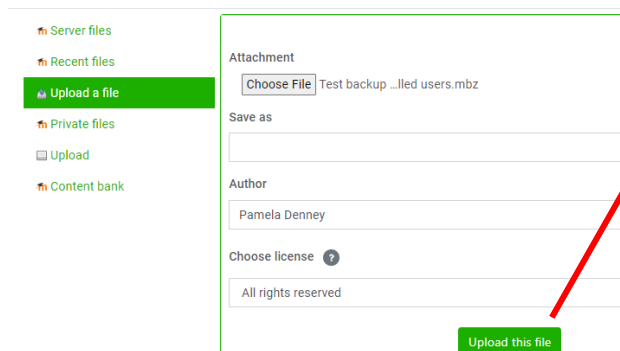 Server files
Recent files
Upload a file
Private files
Upload
Content bank
Attachment
Choose File Test backup ...lled users.mbz
Save as
Author
Pamela Denney
Choose license ?
All rights reserved
Upload this file